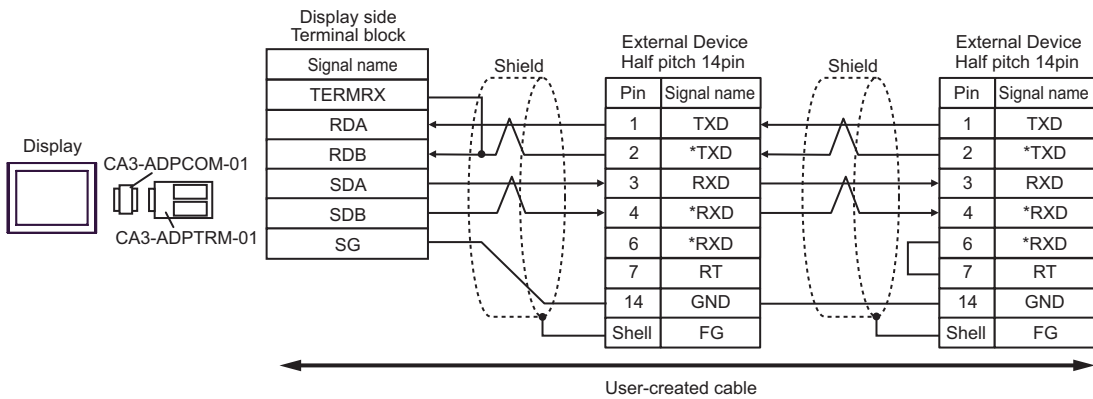 Display side
Terminal block
Signal name
TERMRX
RDA
RDB
SDA
SDB
SG
Display
CA3-ADPCOM-01
CA3-ADPTRM-01
Shield
External Device
Half pitch 14pin
Pin Signal name
1 TXD
2 *TXD
3 RXD
4 *RXD
6 *RXD
7 RT
14 GND
Shell FG
Shield
External Device
Half pitch 14pin
Pin Signal name
1 TXD
2 *TXD
3 RXD
4 *RXD
6 *RXD
7 RT
14 GND
Shell FG
User-created cable